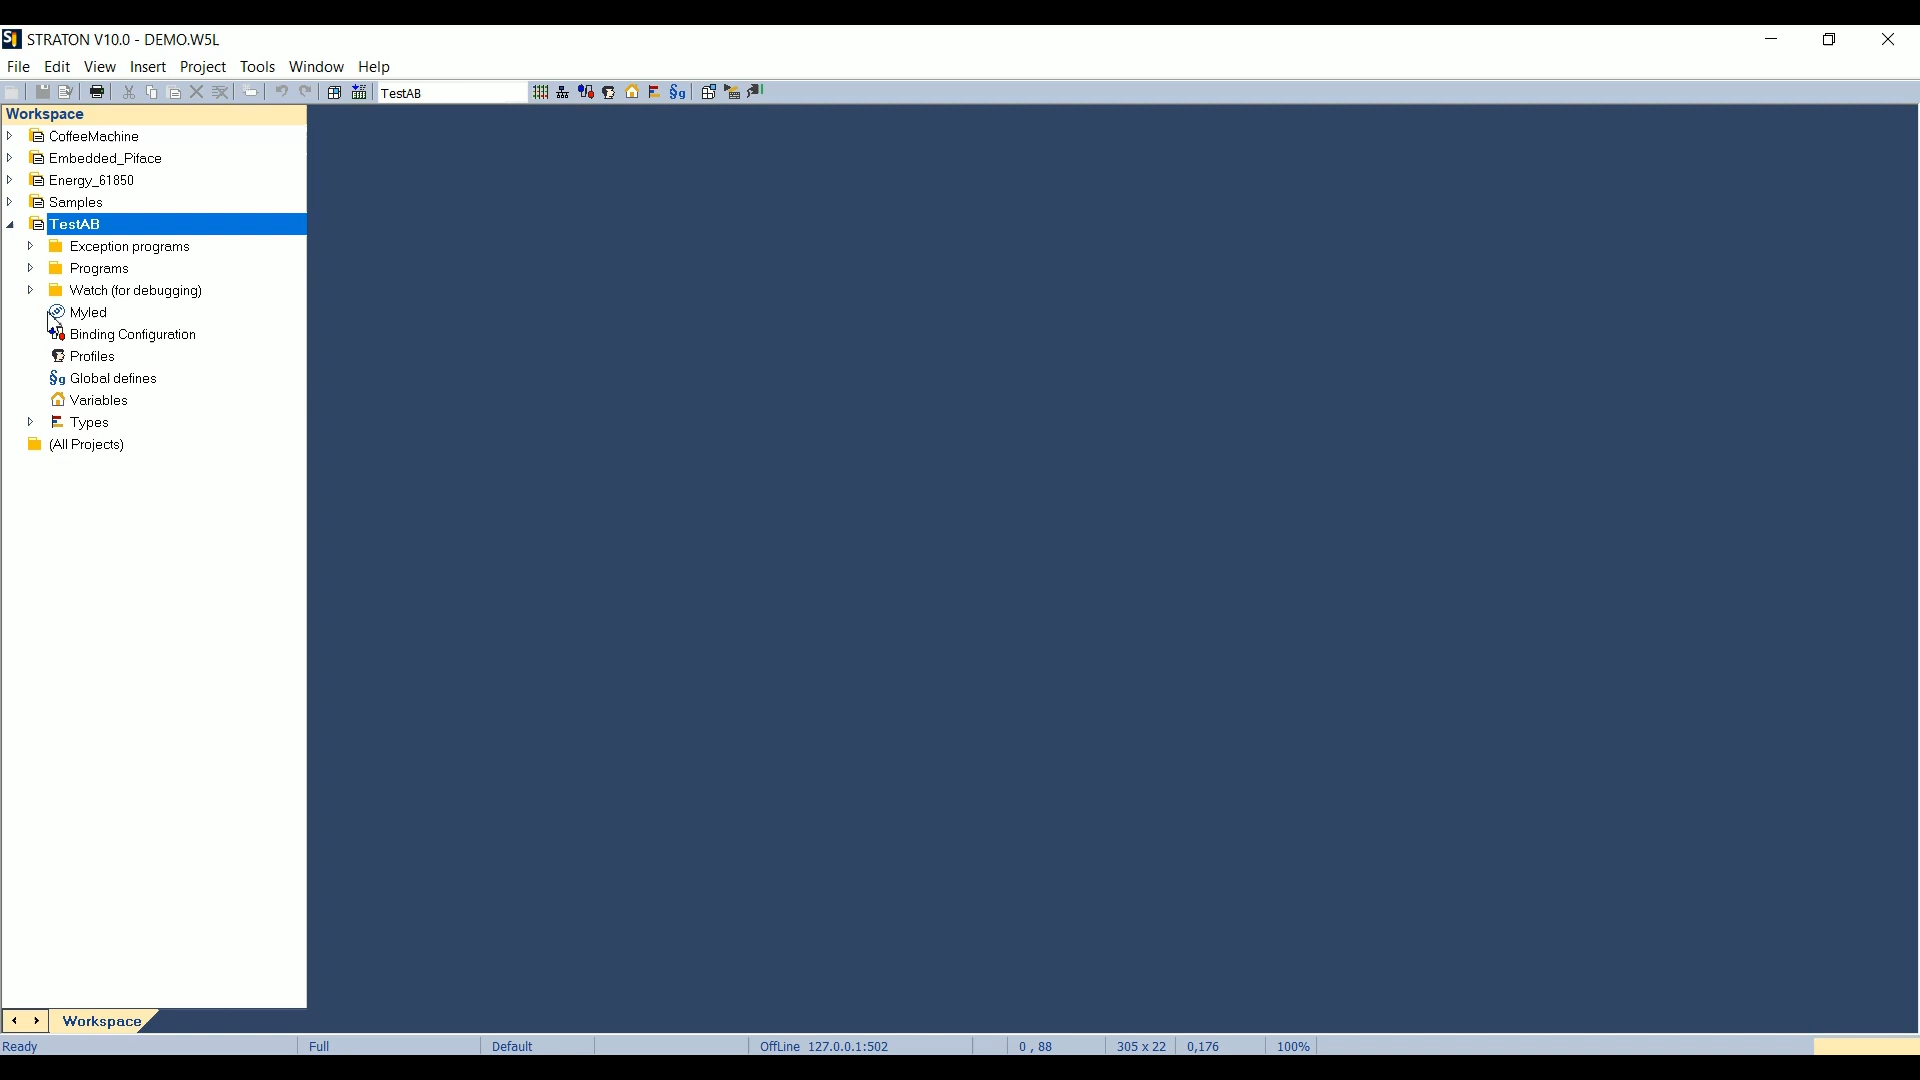 STRATON V10.0 - DEMO.W5L
File Edit View Insert Project Tools Window Help
TestAB
Workspace
CoffeeMachine
Embedded_Piface
Energy_61850
Samples
TestAB
Exception programs
Programs
Watch (for debugging)
Myled
Binding Configuration
Profiles
§g Global defines
Variables
Types
(All Projects)
Workspace
Ready Full Default OffLine 127.0.0.1:502 0 , 88 305 x 22 0,176 100%